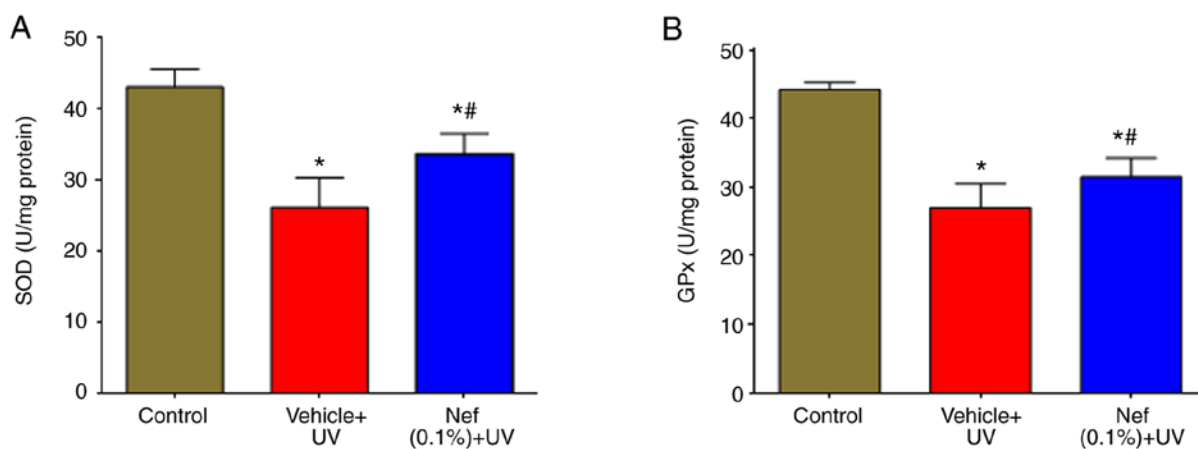 A
SOD (U/mg protein)
50
40
30
20
10
0
*
*#
Control
Vehicle+
UV
Nef
(0.1%)+UV
B
GPx (U/mg protein)
50
40
30
20
10
0
*
*#
Control
Vehicle+
UV
Nef
(0.1%)+UV